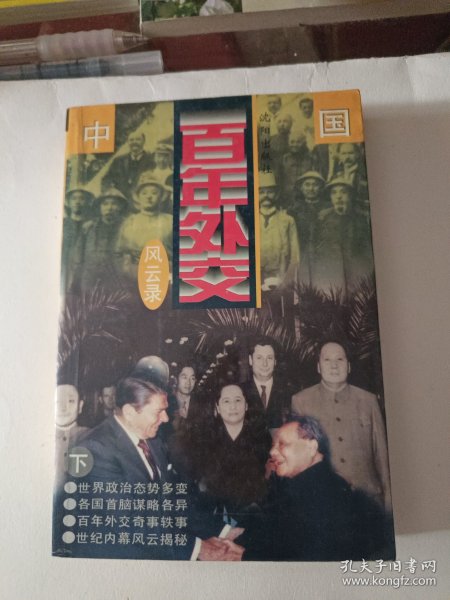 中
国
百年外交
沈阳出版社
风云录
下
世界政治态势多变
各国首脑谋略各异
百年外交奇事轶事
世纪内幕风云揭秘
孔夫子旧书网
www.kongfz.com